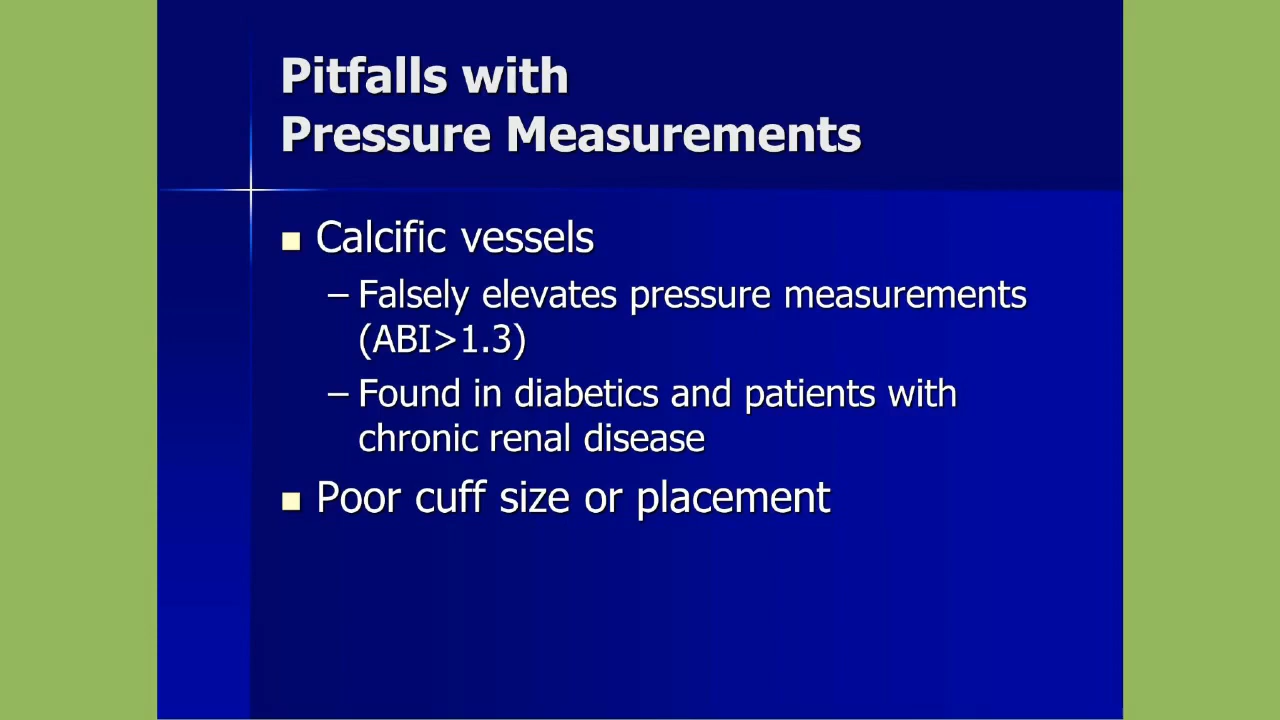 Pitfalls with
Pressure Measurements
Calcific vessels
– Falsely elevates pressure measurements
(ABI>1.3)
– Found in diabetics and patients with
chronic renal disease
Poor cuff size or placement